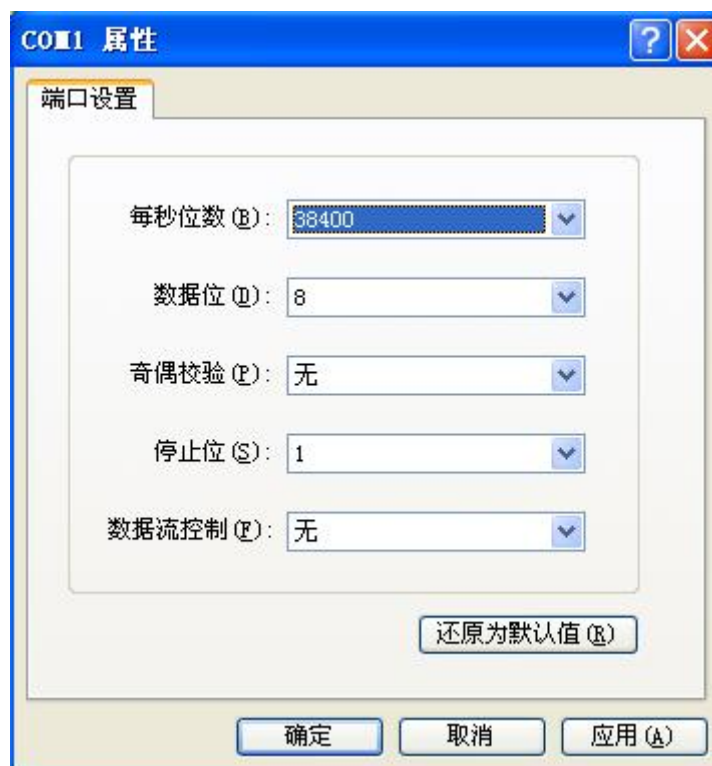 COM1 属性
端口设置
每秒位数(B): 38400
数据位(D): 8
奇偶校验(P): 无
停止位(S): 1
数据流控制(F): 无
还原为默认值(R)
确定 取消 应用(A)